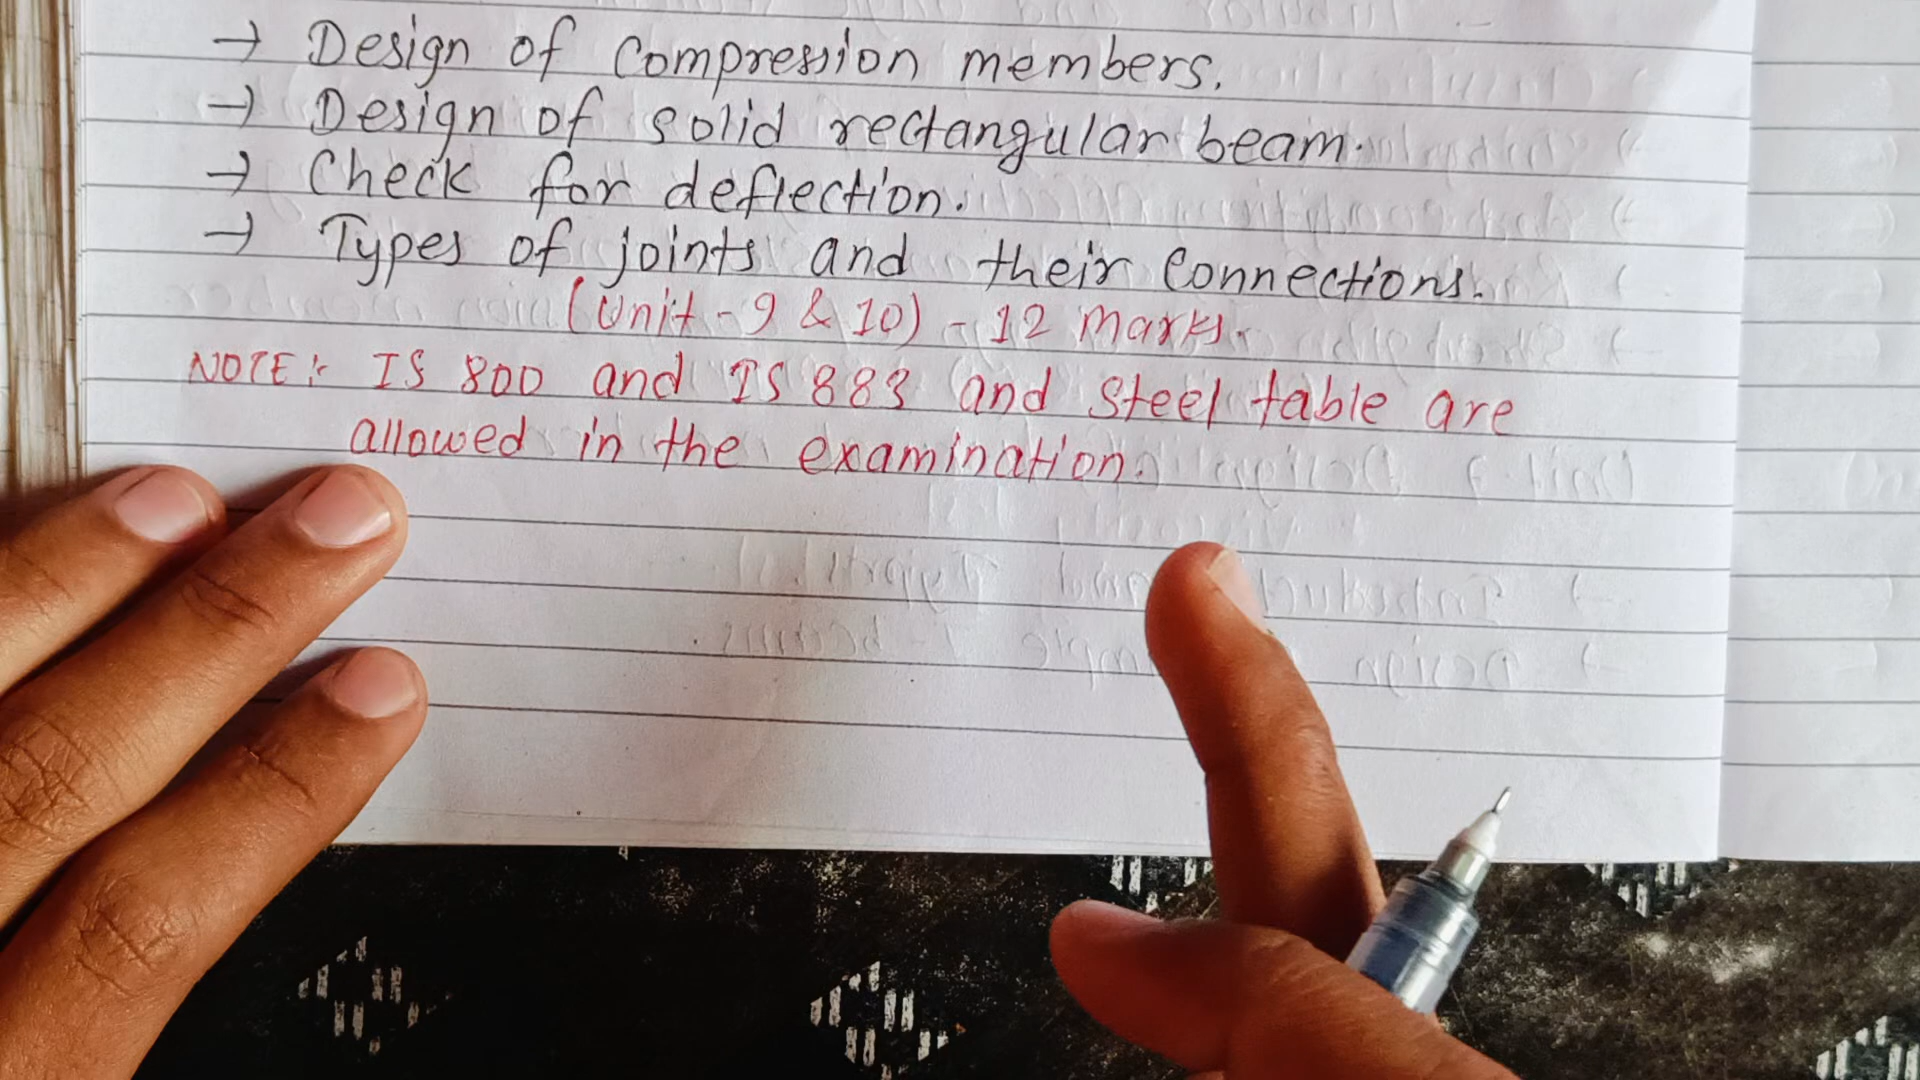 → Design of compression members.
→ Design of solid rectangular beam.
→ Check for deflection.
→ Types of joints and their connections.
(Unit - 9 & 10) - 12 Marks.
NOTE:- IS 800 and IS 883 and steel table are
allowed in the examination.